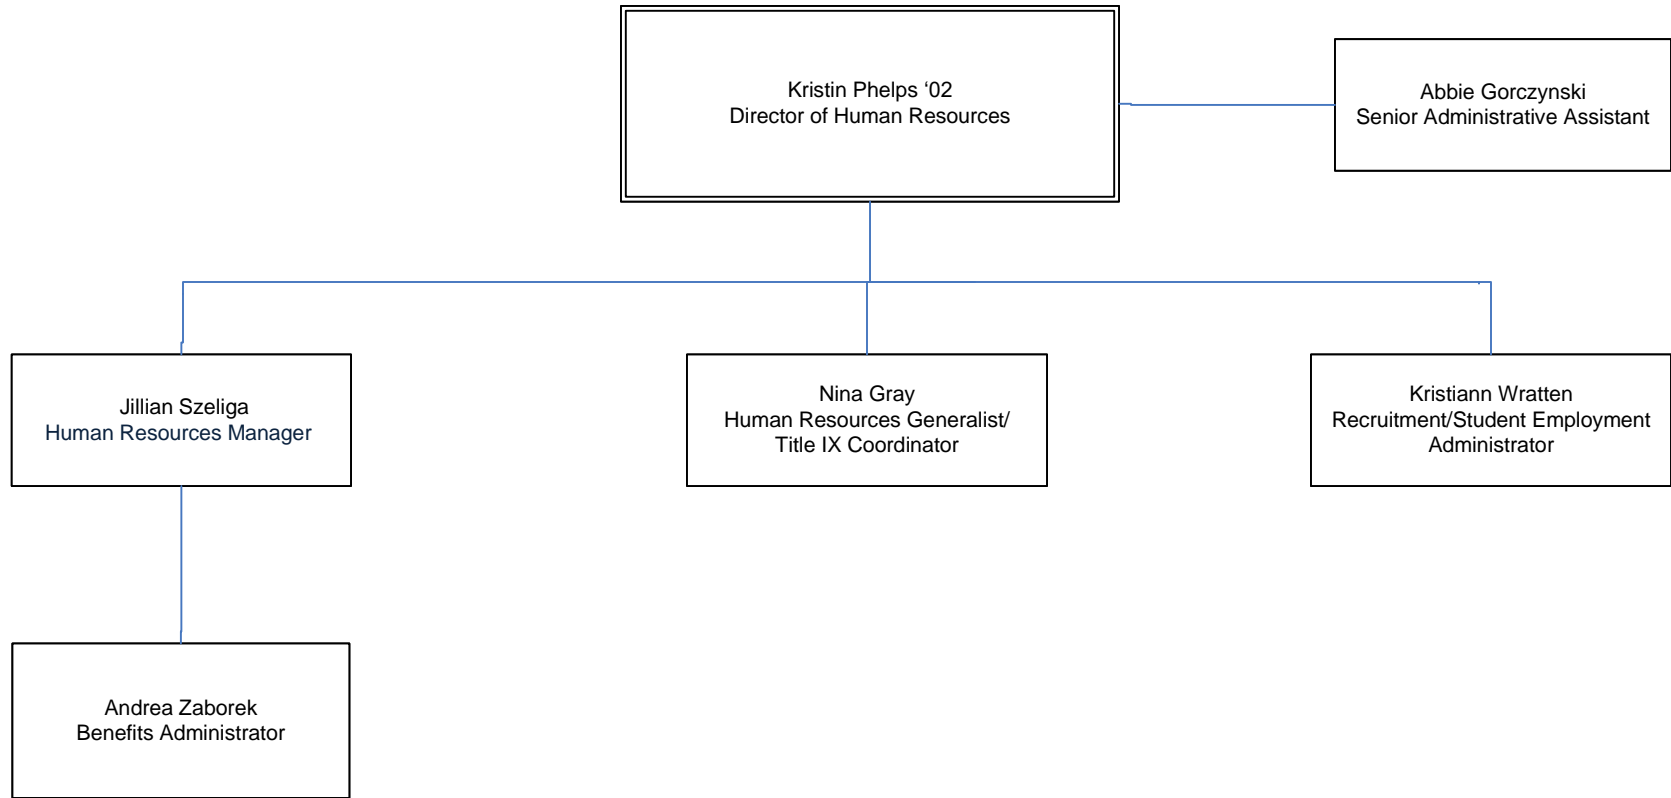 Kristin Phelps ‘02
Director of Human Resources
Abbie Gorczynski
Senior Administrative Assistant
Jillian Szeliga
Human Resources Manager
Nina Gray
Human Resources Generalist/
Title IX Coordinator
Kristiann Wratten
Recruitment/Student Employment
Administrator
Andrea Zaborek
Benefits Administrator